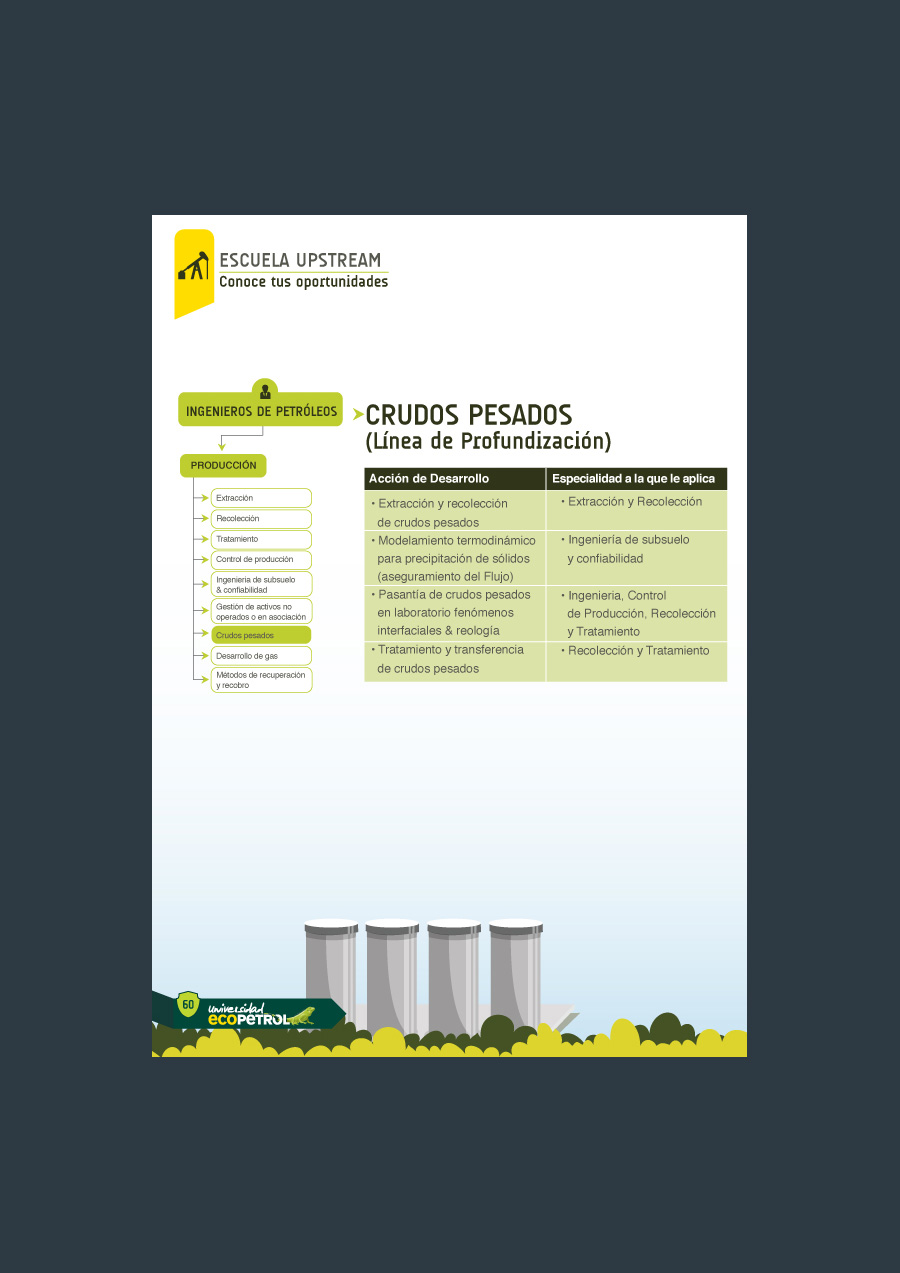 ESCUELA UPSTREAM
Conoce tus oportunidades
INGENIEROS DE PETRÓLEOS
PRODUCCIÓN
Extracción
Recolección
Tratamiento
Control de producción
Ingenieria de subsuelo
& confiabilidad
Gestión de activos no
operados o en asociación
Crudos pesados
Desarrollo de gas
Métodos de recuperación
y recobro
CRUDOS PESADOS
(Línea de Profundización)
Acción de Desarrollo
Especialidad a la que le aplica
• Extracción y recolección
de crudos pesados
• Extracción y Recolección
• Modelamiento termodinámico
para precipitación de sólidos
(aseguramiento del Flujo)
• Ingeniería de subsuelo
y confiabilidad
• Pasantía de crudos pesados
en laboratorio fenómenos
interfaciales & reología
• Ingenieria, Control
de Producción, Recolección
y Tratamiento
• Tratamiento y transferencia
de crudos pesados
• Recolección y Tratamiento
60
universidad
ecoPETROL